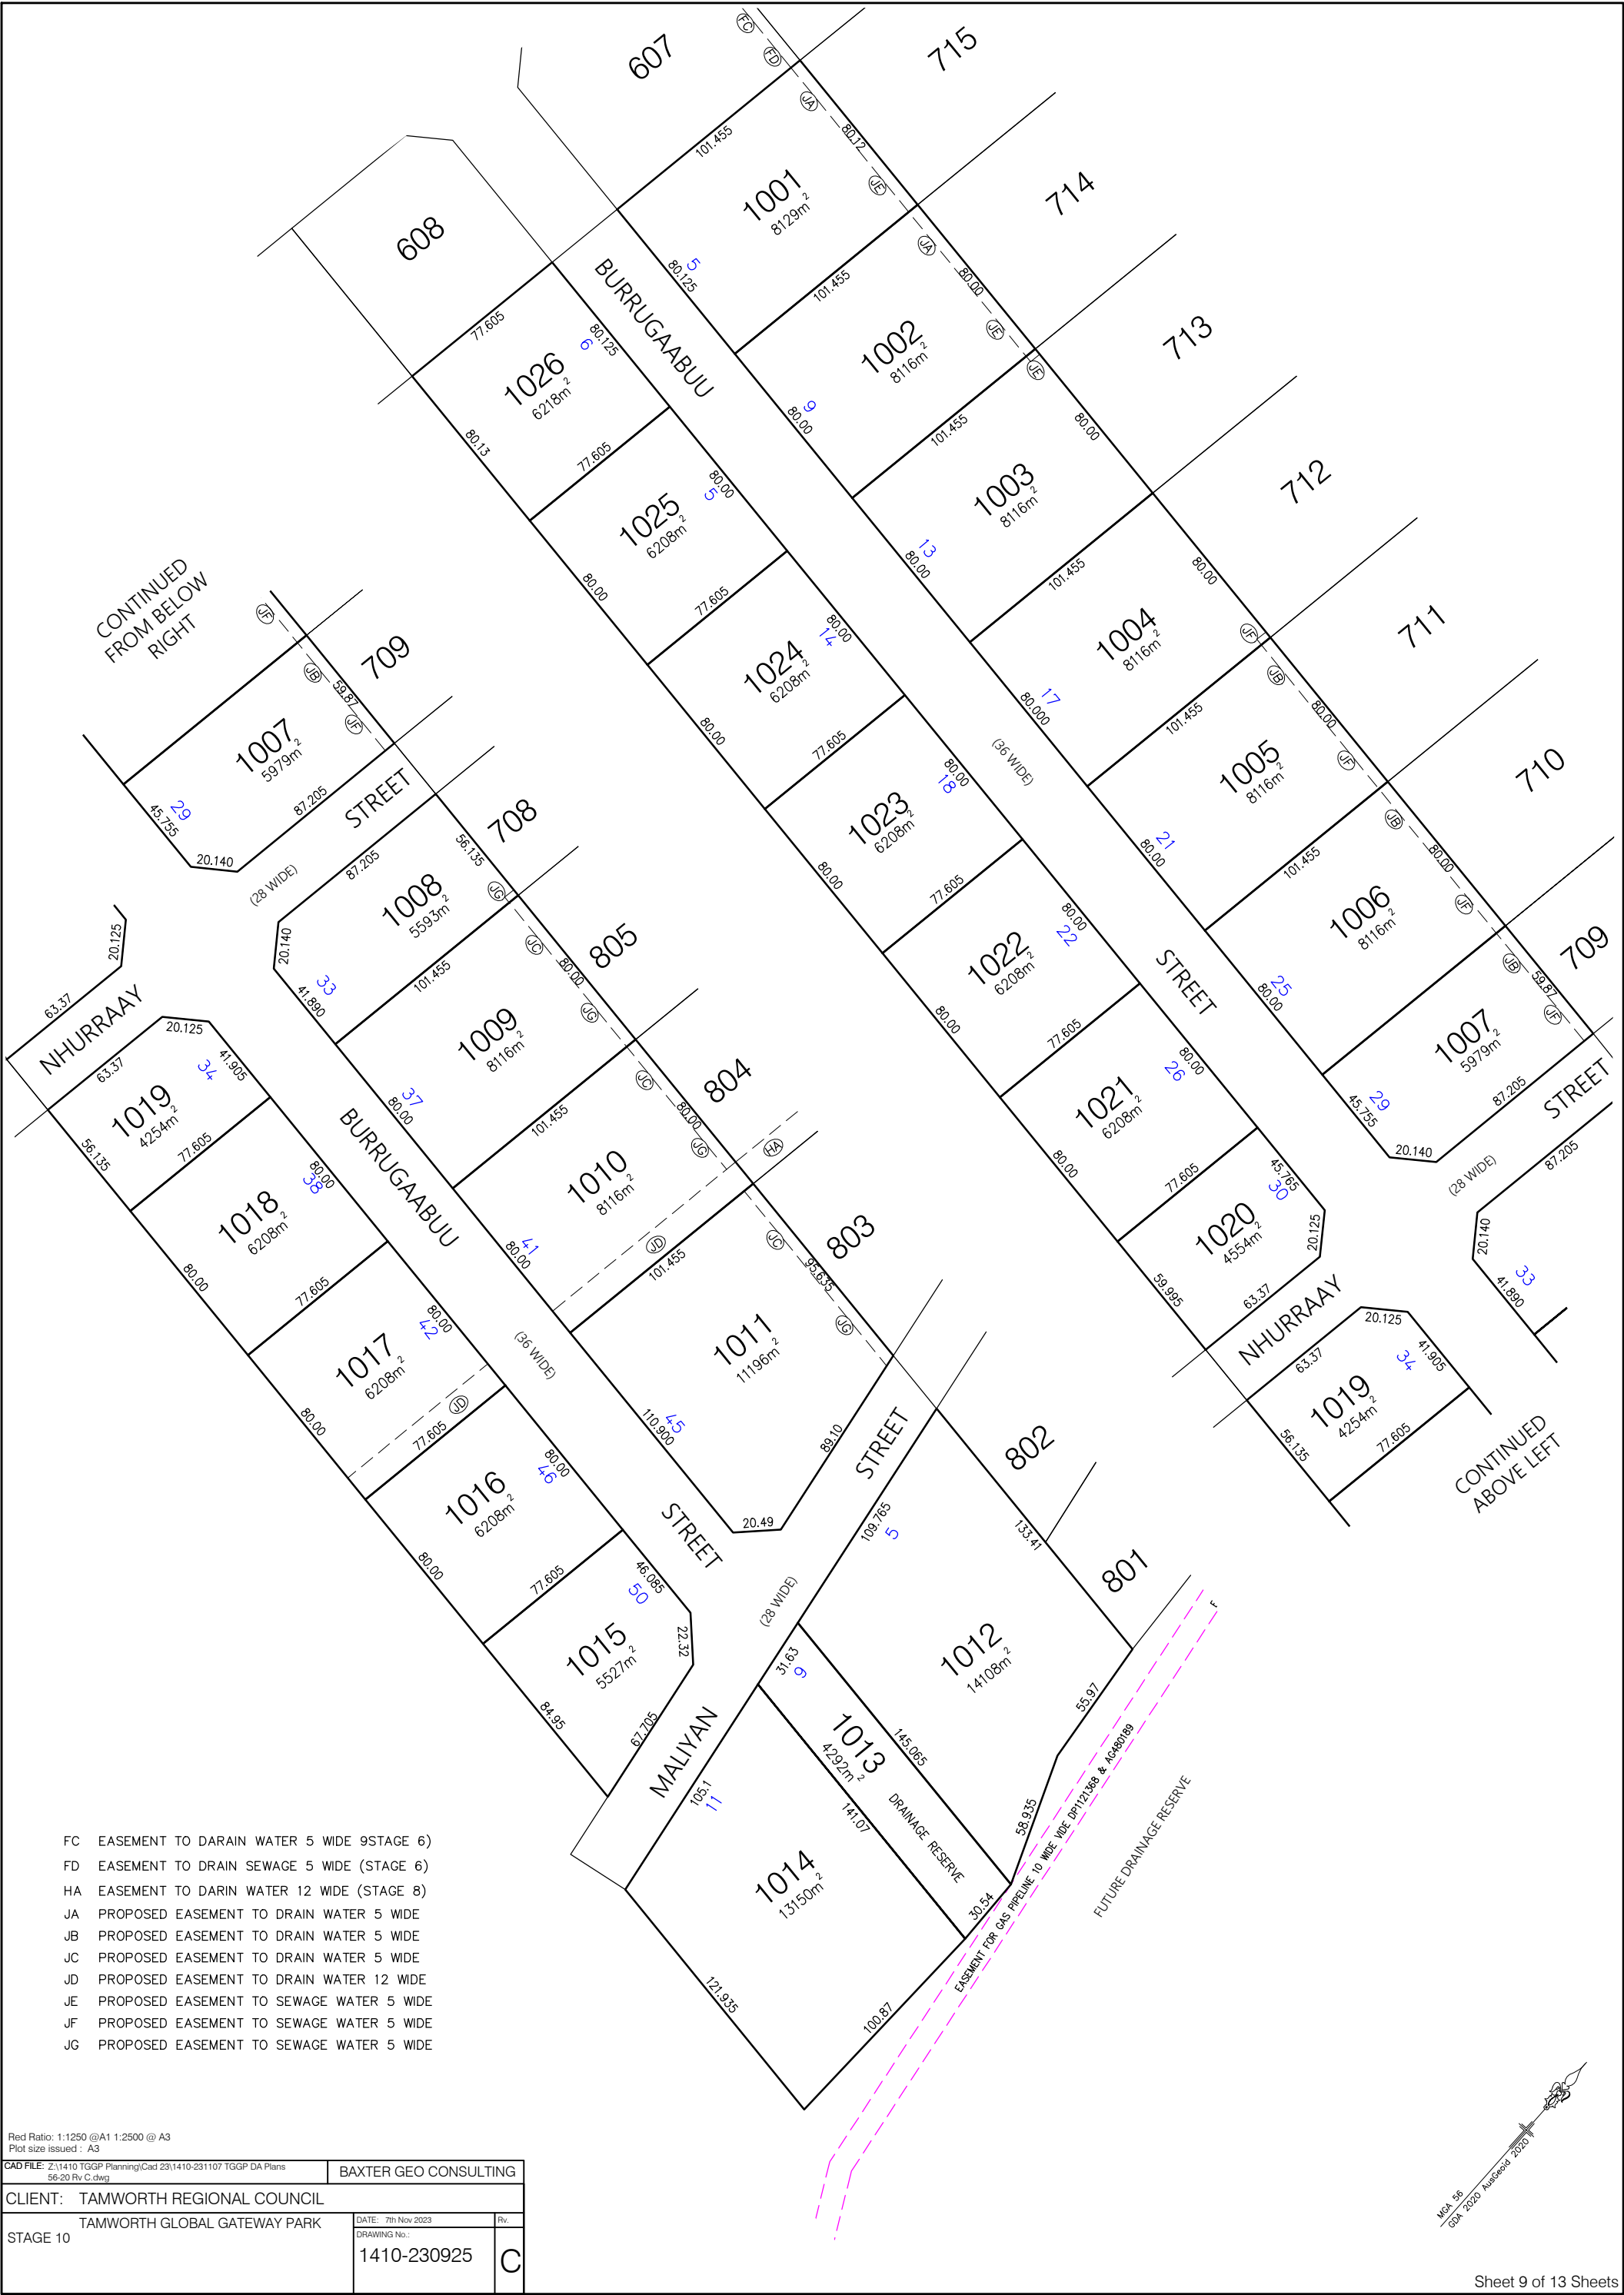 607
FC
FD
715
JA
101.455
80.12
1001
8129m²
JE
714
608
5
80.125
JA
101.455
80.00
JE
713
BURRUGAABUU
77.605
6
80.125
1002
8116m²
JE
1026
6218m²
9
80.00
101.455
80.00
80.13
77.605
80.00
5
1003
8116m²
712
1025
6208m²
13
80.00
101.455
80.00
CONTINUED
FROM BELOW
RIGHT
80.00
77.605
80.00
14
1004
8116m²
JF
711
JF
709
JB
59.87
JF
1024
6208m²
17
80.000
101.455
JB
80.00
JF
1007
5979m²
29
45.755
87.205
20.140
STREET
(28 WIDE)
80.00
77.605
80.00
18
(36 WIDE)
1005
8116m²
710
1023
6208m²
21
80.00
101.455
JB
80.00
JF
708
56.135
87.205
1008
5593m²
JG
20.140
33
41.890
101.455
JC
80.00
JG
805
80.00
77.605
80.00
22
1006
8116m²
709
1022
6208m²
STREET
25
80.00
JB
59.87
JF
20.125
63.37
NHURRAAY
20.125
63.37
34
41.905
1019
4254m²
56.135
77.605
1009
8116m²
37
80.00
101.455
JC
80.00
JG
HA
804
80.00
77.605
80.00
26
1021
6208m²
1007
5979m²
29
45.755
87.205
20.140
STREET
(28 WIDE)
87.205
80.00
38
1018
6208m²
80.00
77.605
BURRUGAABUU
1010
8116m²
41
80.00
JD
101.455
JC
95.635
JG
803
80.00
77.605
45.765
30
1020
4554m²
20.125
59.995
63.37
NHURRAAY
20.140
33
41.890
80.00
42
1017
6208m²
80.00
JD
77.605
(36 WIDE)
1011
11196m²
45
110.900
89.10
20.49
STREET
802
63.37
20.125
34
41.905
1019
4254m²
56.135
77.605
CONTINUED
ABOVE LEFT
80.00
46
1016
6208m²
80.00
77.605
STREET
109.765
5
133.41
801
46.085
50
1015
5527m²
22.32
84.95
67.705
(28 WIDE)
31.63
9
1012
14108m²
F
MALIYAN
1013
4292m²
145.065
55.97
105.1
11
141.07
DRAINAGE RESERVE
58.935
EASEMENT FOR GAS PIPELINE 10 WIDE VIDE DP1121368 & AG480189
FUTURE DRAINAGE RESERVE
1014
13150m²
30.54
121.935
100.87
FC EASEMENT TO DARAIN WATER 5 WIDE 9STAGE 6)
FD EASEMENT TO DRAIN SEWAGE 5 WIDE (STAGE 6)
HA EASEMENT TO DARIN WATER 12 WIDE (STAGE 8)
JA PROPOSED EASEMENT TO DRAIN WATER 5 WIDE
JB PROPOSED EASEMENT TO DRAIN WATER 5 WIDE
JC PROPOSED EASEMENT TO DRAIN WATER 5 WIDE
JD PROPOSED EASEMENT TO DRAIN WATER 12 WIDE
JE PROPOSED EASEMENT TO SEWAGE WATER 5 WIDE
JF PROPOSED EASEMENT TO SEWAGE WATER 5 WIDE
JG PROPOSED EASEMENT TO SEWAGE WATER 5 WIDE
MGA 56
GDA 2020 AusGeoid 2020
Red Ratio: 1:1250 @A1 1:2500 @ A3
Plot size issued : A3
CAD FILE: Z:\1410 TGGP Planning\Cad 23\1410-231107 TGGP DA Plans
56-20 Rv C.dwg
BAXTER GEO CONSULTING
CLIENT: TAMWORTH REGIONAL COUNCIL
TAMWORTH GLOBAL GATEWAY PARK
STAGE 10
DATE: 7th Nov 2023
Rv.
DRAWING No.:
1410-230925
C
Sheet 9 of 13 Sheets